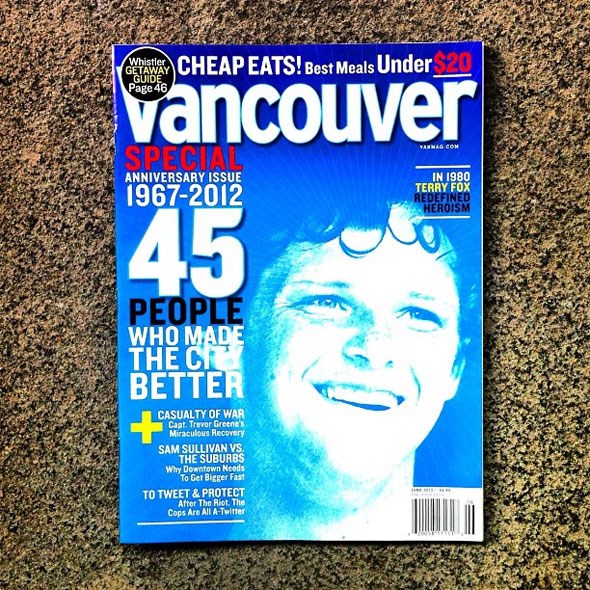 Whistler
GETAWAY
GUIDE
Page 46
CHEAP EATS! Best Meals Under $20
vancouver
VANMAG.COM
SPECIAL
ANNIVERSARY ISSUE
1967-2012
45
PEOPLE
WHO MADE
THE CITY
BETTER
IN 1980
TERRY FOX
REDEFINED
HEROISM
CASUALTY OF WAR
Capt. Trevor Greene's
Miraculous Recovery
SAM SULLIVAN VS.
THE SUBURBS
Why Downtown Needs
To Get Bigger Fast
TO TWEET & PROTECT
After The Riot, The
Cops Are All A-Twitter
JUNE 2012